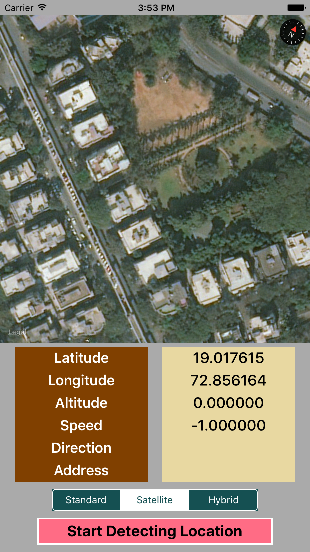 Carrier 3:53 PM
N
Latitude 19.017615
Longitude 72.856164
Altitude 0.000000
Speed -1.000000
Direction
Address
Standard Satellite Hybrid
Start Detecting Location